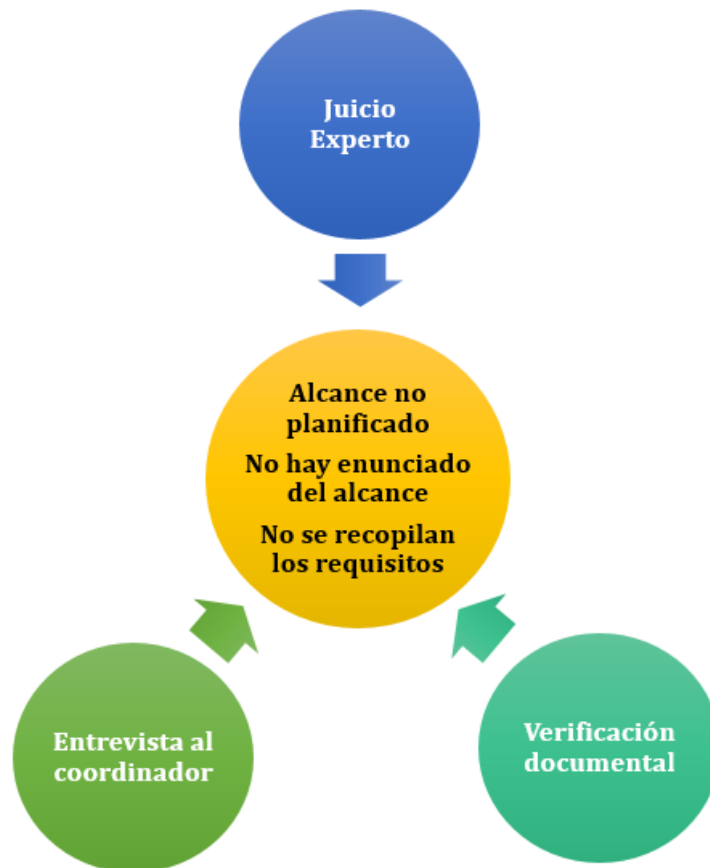 Juicio
Experto
Alcance no
planificado
No hay enunciado
del alcance
No se recopilan
los requisitos
Entrevista al
coordinador
Verificación
documental